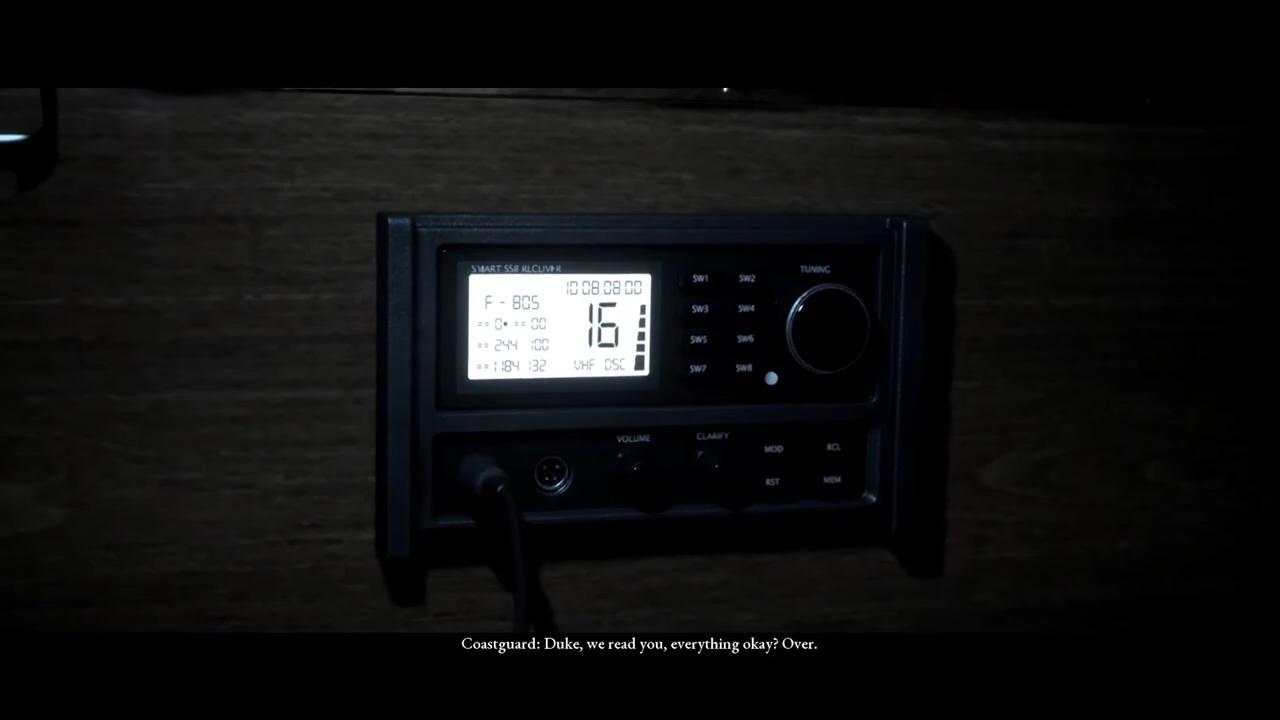 SMART SSB RECEIVER
10:08:08:00
F - 805
16
== 0• == 00
== 244 100
== 1184 132
VHF DSC
SW1 SW2
SW3 SW4
SW5 SW6
SW7 SW8
TUNING
VOLUME
CLARIFY
MOD RCL
RST MEM
Coastguard: Duke, we read you, everything okay? Over.